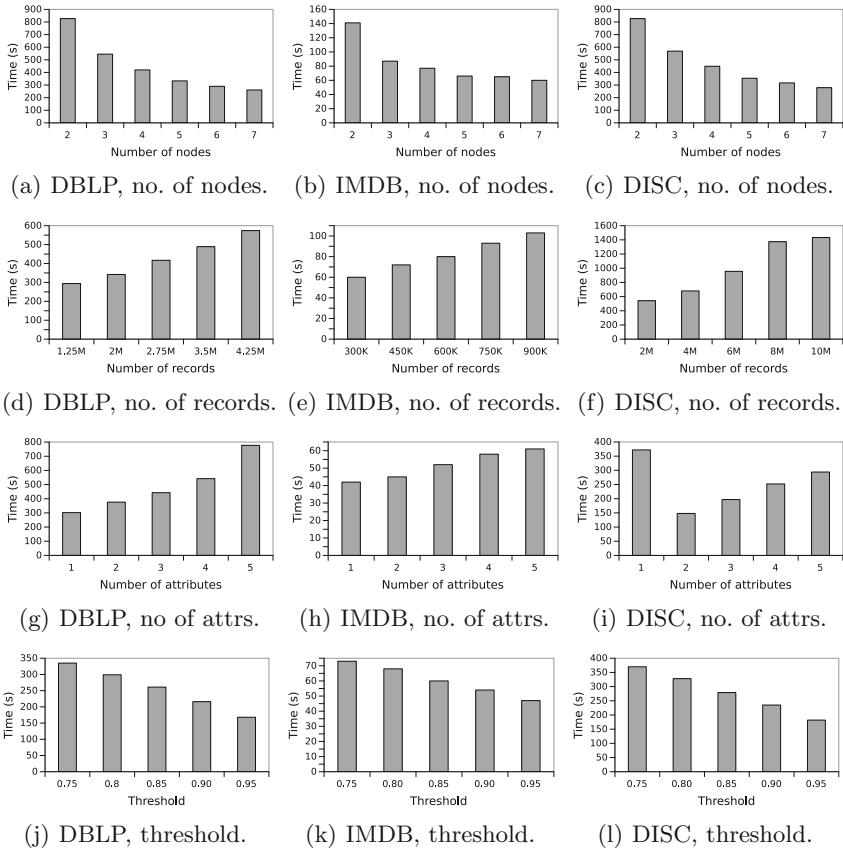 900
800
700
600
500
400
300
200
100
0
Time (s)
2 3 4 5 6 7
Number of nodes
(a) DBLP, no. of nodes.
160
140
120
100
80
60
40
20
0
Time (s)
2 3 4 5 6 7
Number of nodes
(b) IMDB, no. of nodes.
900
800
700
600
500
400
300
200
100
0
Time (s)
2 3 4 5 6 7
Number of nodes
(c) DISC, no. of nodes.
600
500
400
300
200
100
0
Time (s)
1.25M 2M 2.75M 3.5M 4.25M
Number of records
(d) DBLP, no. of records.
100
80
60
40
20
0
Time (s)
300K 450K 600K 750K 900K
Number of records
(e) IMDB, no. of records.
1600
1400
1200
1000
800
600
400
200
0
Time (s)
2M 4M 6M 8M 10M
Number of records
(f) DISC, no. of records.
800
700
600
500
400
300
200
100
0
Time (s)
1 2 3 4 5
Number of attributes
(g) DBLP, no of attrs.
60
50
40
30
20
10
0
Time (s)
1 2 3 4 5
Number of attributes
(h) IMDB, no. of attrs.
400
350
300
250
200
150
100
50
0
Time (s)
1 2 3 4 5
Number of attributes
(i) DISC, no. of attrs.
350
300
250
200
150
100
50
0
Time (s)
0.75 0.8 0.85 0.90 0.95
Threshold
(j) DBLP, threshold.
70
60
50
40
30
20
10
0
Time (s)
0.75 0.80 0.85 0.90 0.95
Threshold
(k) IMDB, threshold.
400
350
300
250
200
150
100
50
0
Time (s)
0.75 0.80 0.85 0.90 0.95
Threshold
(l) DISC, threshold.